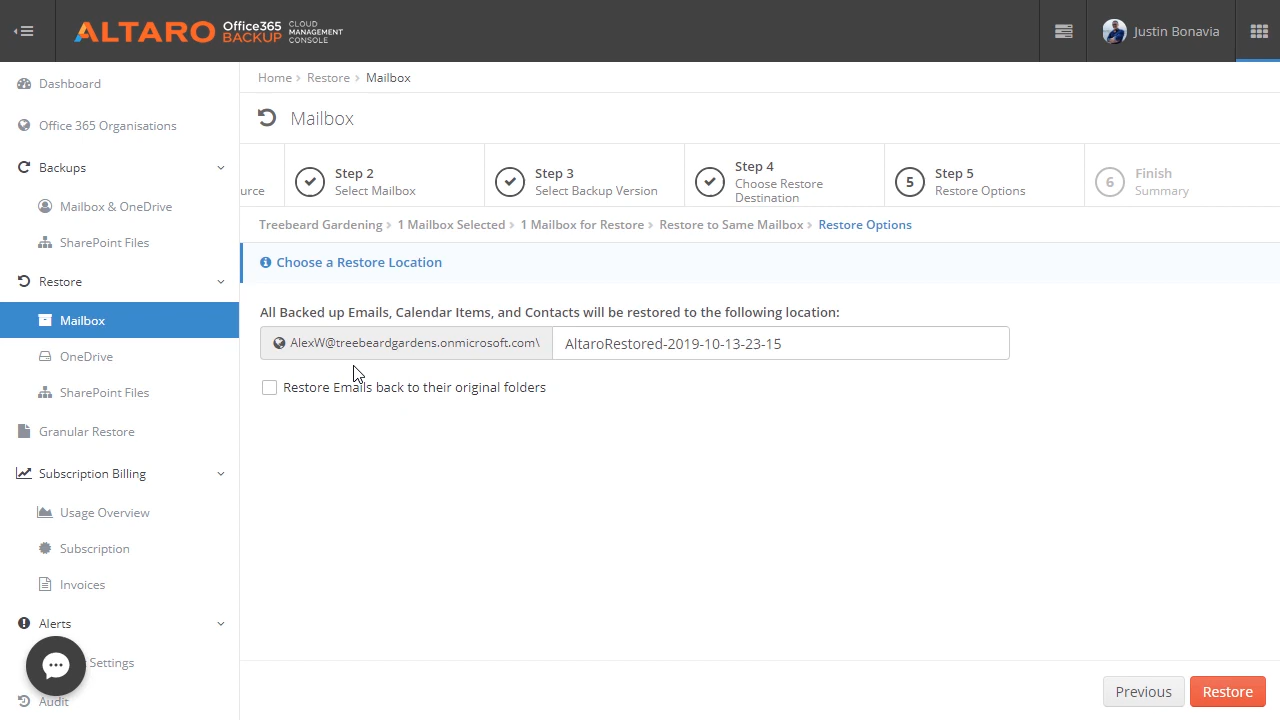 ALTARO Office365 BACKUP CLOUD MANAGEMENT CONSOLE
Justin Bonavia
Dashboard
Office 365 Organisations
Backups
Mailbox & OneDrive
SharePoint Files
Restore
Mailbox
OneDrive
SharePoint Files
Granular Restore
Subscription Billing
Usage Overview
Subscription
Invoices
Alerts
Settings
Audit
Home › Restore › Mailbox
Mailbox
urce
Step 2
Select Mailbox
Step 3
Select Backup Version
Step 4
Choose Restore
Destination
5
Step 5
Restore Options
6
Finish
Summary
Treebeard Gardening › 1 Mailbox Selected › 1 Mailbox for Restore › Restore to Same Mailbox › Restore Options
Choose a Restore Location
All Backed up Emails, Calendar Items, and Contacts will be restored to the following location:
AlexW@treebeardgardens.onmicrosoft.com\ AltaroRestored-2019-10-13-23-15
Restore Emails back to their original folders
Previous
Restore